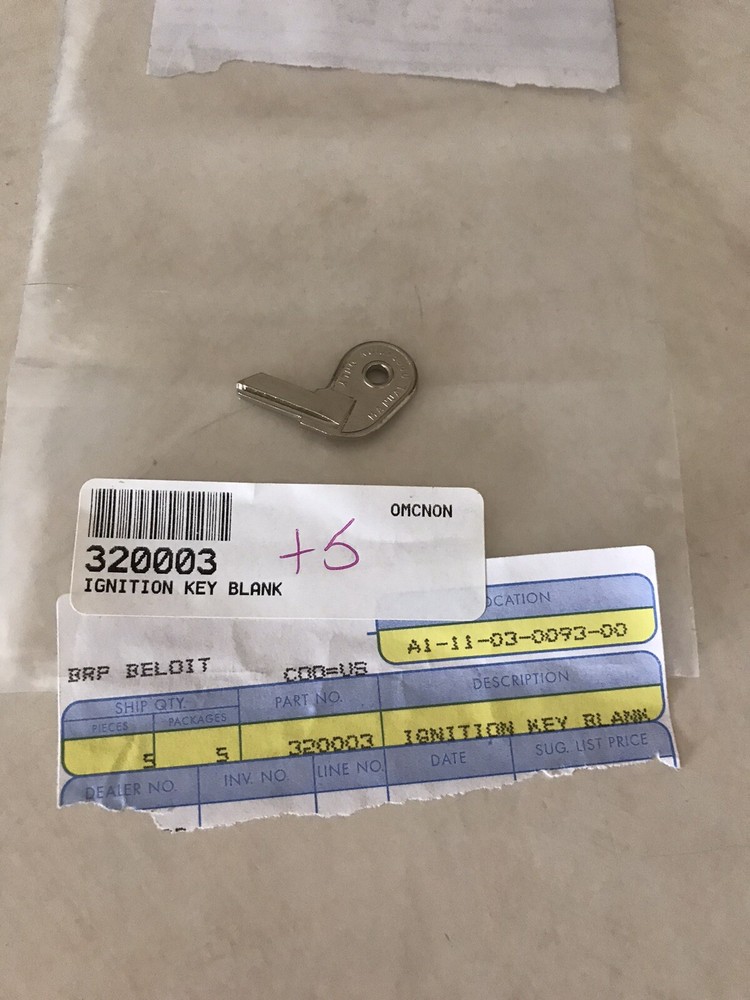 OMCNON
320003
+5
IGNITION KEY BLANK
OCATION
A1-11-03-0093-00
BRP BELOIT
COO=US
SHIP QTY.
PART NO.
DESCRIPTION
PIECES
PACKAGES
5
5
320003
IGNITION KEY BLANK
DEALER NO.
INV. NO.
LINE NO.
DATE
SUG. LIST PRICE